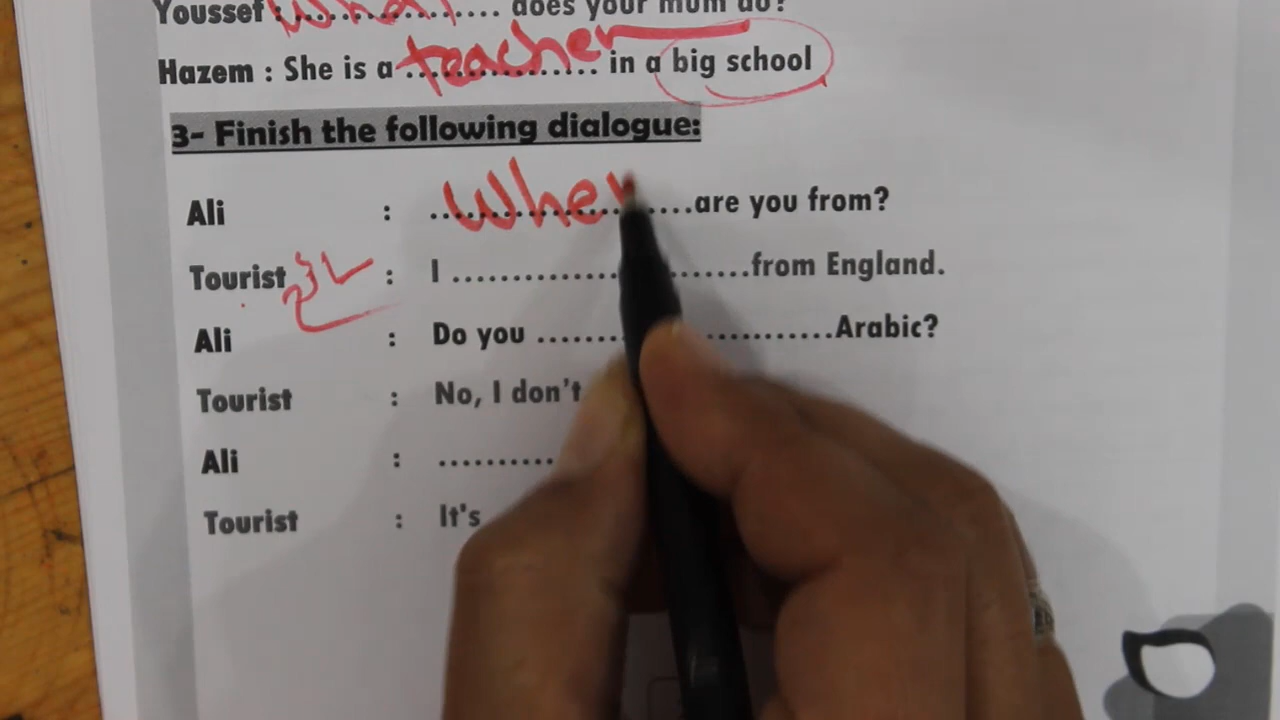 Youssef : What ............... does your mum do?
Hazem : She is a teacher ............... in a big school
3- Finish the following dialogue:
Ali : ..Wher.....are you from?
Tourist : I ........................from England.
Ali : Do you ........................Arabic?
Tourist : No, I don't
Ali : ..........
Tourist : It's